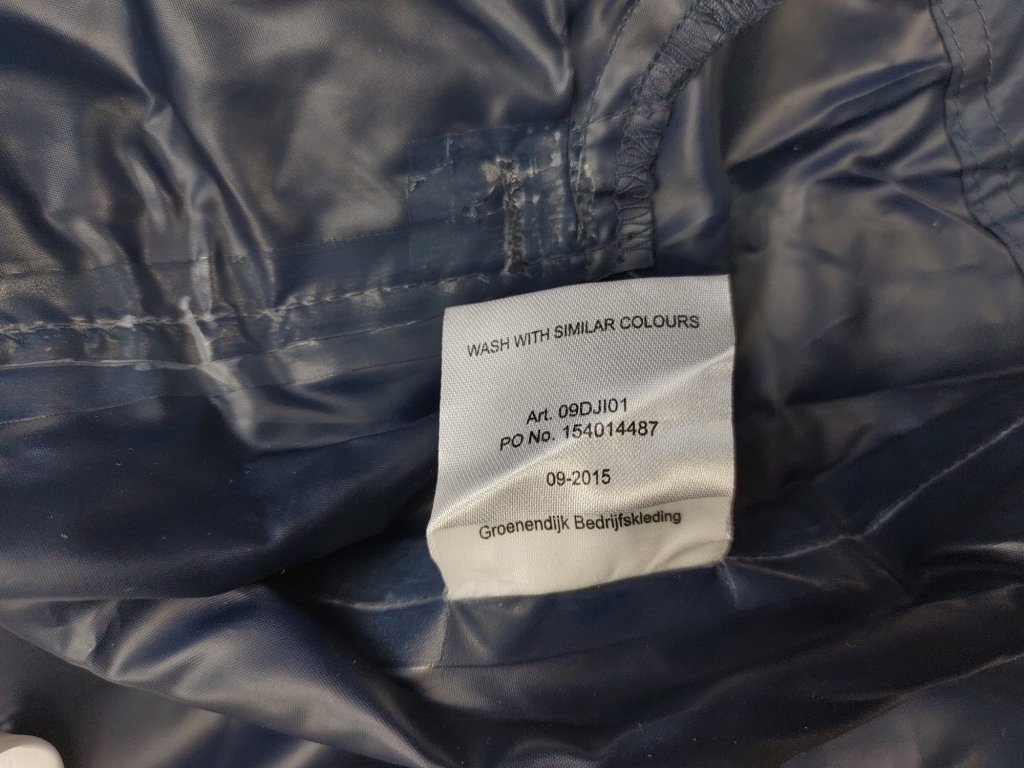 WASH WITH SIMILAR COLOURS
Art. 09DJI01
PO No. 154014487
09-2015
Groenendijk Bedrijfskleding